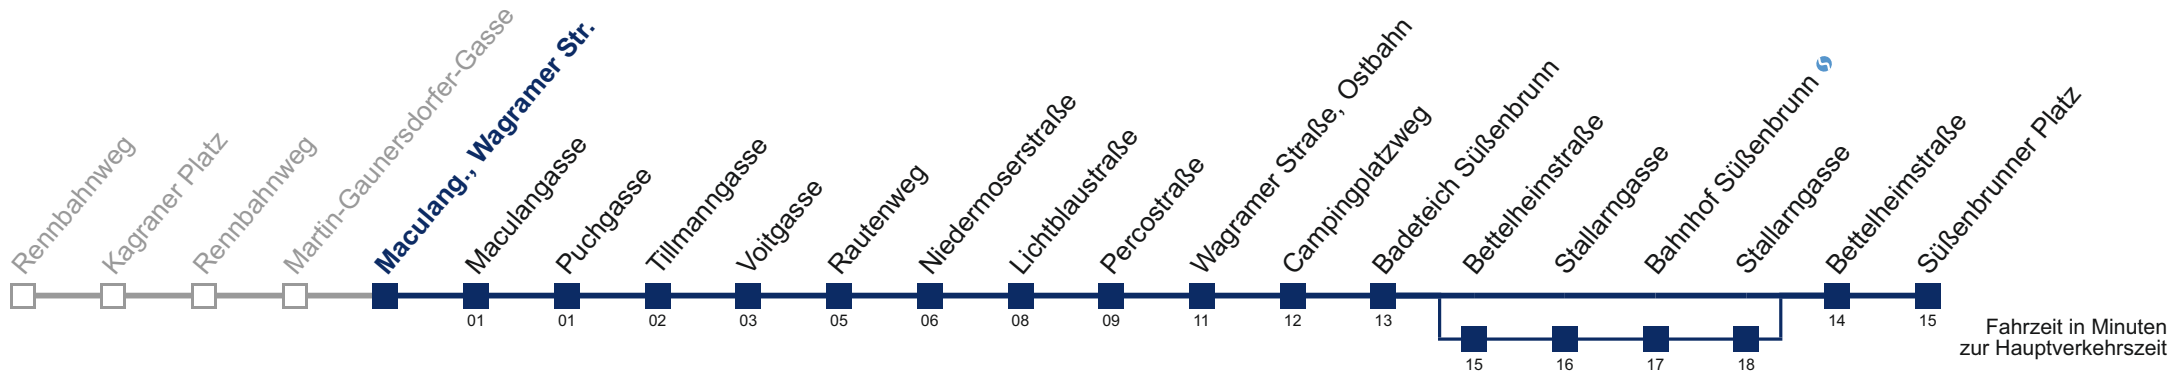 Rennbahnweg
Kagraner Platz
Rennbahnweg
Martin-Gaunersdorfer-Gasse
Maculang., Wagramer Str.
Maculangasse
Puchgasse
Tillmanngasse
Voitgasse
Rautenweg
Niedermoserstraße
Lichtblaustraße
Percostraße
Wagramer Straße, Ostbahn
Campingplatzweg
Badeteich Süßenbrunn
Bettelheimstraße
Stallarngasse
Bahnhof Süßenbrunn
Stallarngasse
Bettelheimstraße
Süßenbrunner Platz
01 01 02 03 05 06 08 09 11 12 13 14 15
15 16 17 18
Fahrzeit in Minuten
zur Hauptverkehrszeit